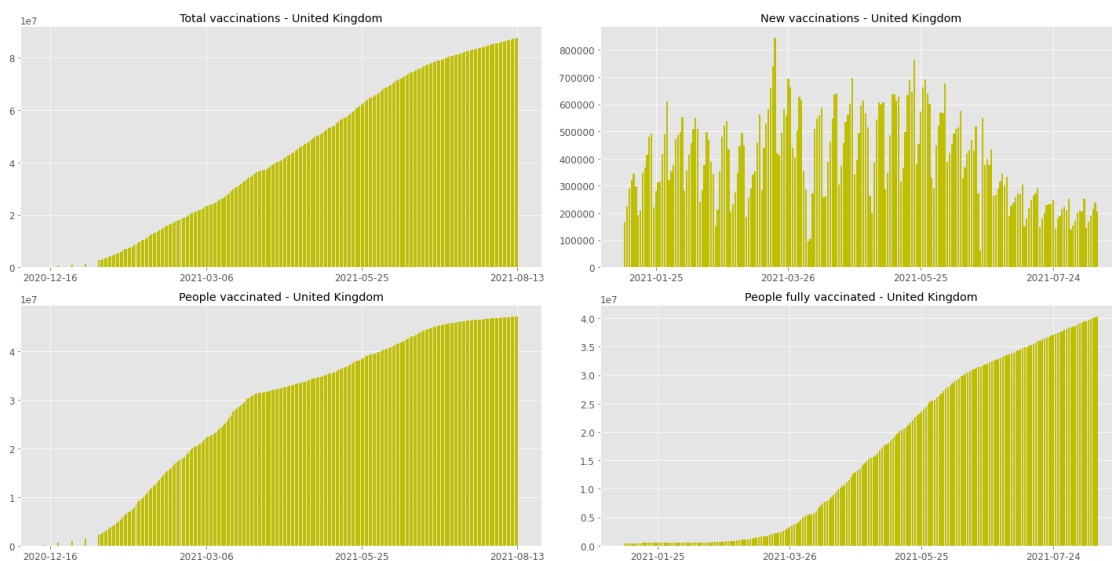 Total vaccinations - United Kingdom
1e7
8
6
4
2
0
2020-12-16 2021-03-06 2021-05-25 2021-08-13
New vaccinations - United Kingdom
800000
700000
600000
500000
400000
300000
200000
100000
0
2021-01-25 2021-03-26 2021-05-25 2021-07-24
People vaccinated - United Kingdom
1e7
4
3
2
1
0
2020-12-16 2021-03-06 2021-05-25 2021-08-13
People fully vaccinated - United Kingdom
1e7
4.0
3.5
3.0
2.5
2.0
1.5
1.0
0.5
0.0
2021-01-25 2021-03-26 2021-05-25 2021-07-24